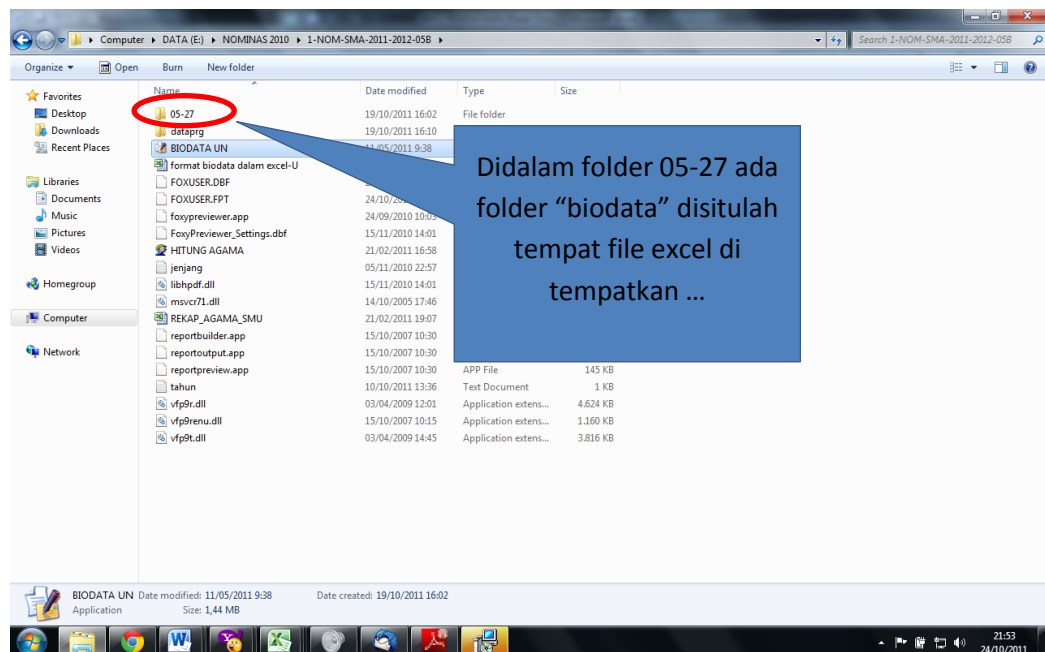 Computer ▸ DATA (E:) ▸ NOMINAS 2010 ▸ 1-NOM-SMA-2011-2012-05B ▸
Search 1-NOM-SMA-2011-2012-05B
Organize Open Burn New folder
Favorites
Desktop
Downloads
Recent Places
Libraries
Documents
Music
Pictures
Videos
Homegroup
Computer
Network
Name Date modified Type Size
05-27 19/10/2011 16:02 File folder
dataprg 19/10/2011 16:10
BIODATA UN 11/05/2011 9:38
format biodata dalam excel-U
FOXUSER.DBF
FOXUSER.FPT
foxypreviewer.app 24/09/2010 10:03
FoxyPreviewer_Settings.dbf 15/11/2010 14:01
HITUNG AGAMA 21/02/2011 16:58
jenjang 05/11/2010 22:57
libhpdf.dll 15/11/2010 14:01
msvcr71.dll 14/10/2005 17:46
REKAP_AGAMA_SMU 21/02/2011 19:07
reportbuilder.app 15/10/2007 10:30
reportoutput.app 15/10/2007 10:30
reportpreview.app 15/10/2007 10:30 APP File 145 KB
tahun 10/10/2011 13:36 Text Document 1 KB
vfp9r.dll 03/04/2009 12:01 Application extens... 4.624 KB
vfp9renu.dll 15/10/2007 10:15 Application extens... 1.160 KB
vfp9t.dll 03/04/2009 14:45 Application extens... 3.816 KB
Didalam folder 05-27 ada
folder “biodata” disitulah
tempat file excel di
tempatkan ...
BIODATA UN Date modified: 11/05/2011 9:38 Date created: 19/10/2011 16:02
Application Size: 1,44 MB
21:53
24/10/2011